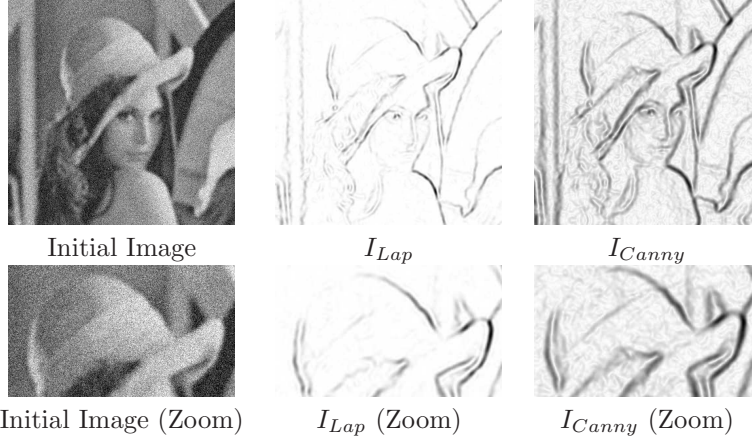 Initial Image I_{Lap} I_{Canny}
Initial Image (Zoom) I_{Lap} (Zoom) I_{Canny} (Zoom)